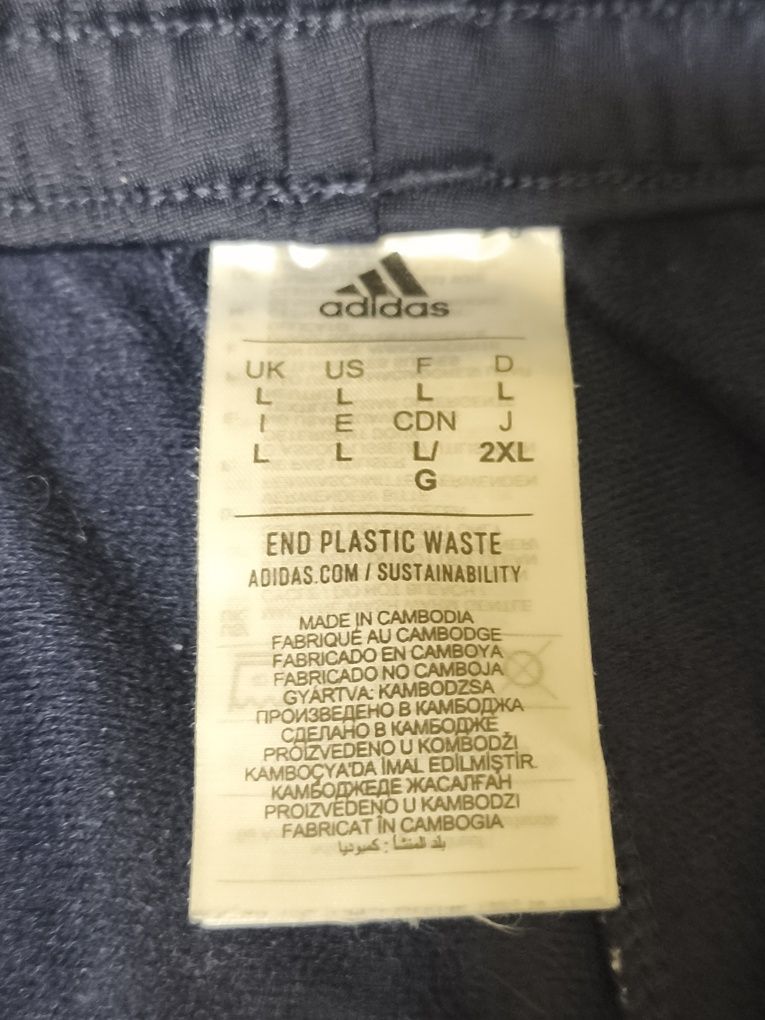 adidas
UK US F D
L L L L
I E CDN J
L L L/ 2XL
G
END PLASTIC WASTE
ADIDAS.COM / SUSTAINABILITY
MADE IN CAMBODIA
FABRIQUÉ AU CAMBODGE
FABRICADO EN CAMBOYA
FABRICADO NO CAMBOJA
GYÁRTVA: KAMBODZSA
ПРОИЗВЕДЕНО В КАМБОДЖА
СДЕЛАНО В КАМБОДЖЕ
PROIZVEDENO U KOMBODŽI
KAMBOÇYA'DA İMAL EDİLMİŞTİR.
КАМБОДЖЕДЕ ЖАСАЛҒАН
PROIZVEDENO U KAMBODZI
FABRICAT ÎN CAMBOGIA
بلد المنشأ : كمبوديا